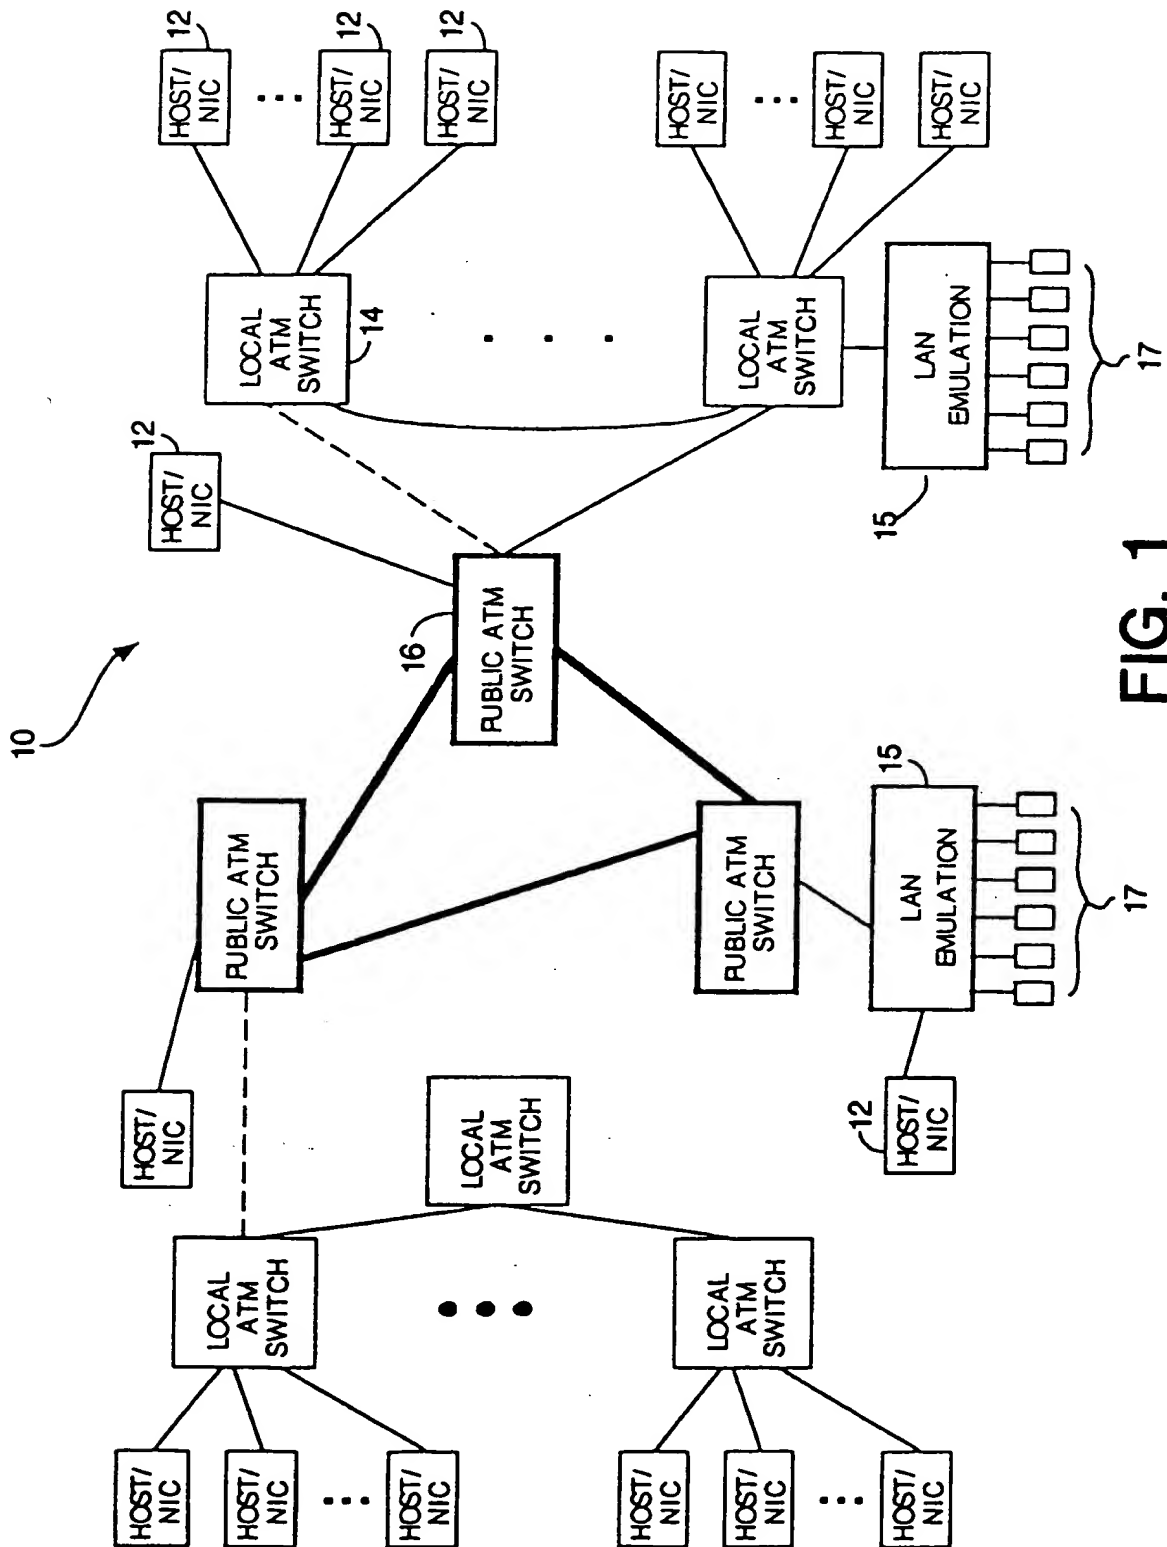 10
HOST/
NIC
HOST/
NIC
12
HOST/
NIC
12
HOST/
NIC
HOST/
NIC
LOCAL
ATM
SWITCH
PUBLIC ATM
SWITCH
LOCAL
ATM
SWITCH
14
12
HOST/
NIC
HOST/
NIC
LOCAL
ATM
SWITCH
16
PUBLIC ATM
SWITCH
12
HOST/
NIC
HOST/
NIC
HOST/
NIC
LOCAL
ATM
SWITCH
PUBLIC ATM
SWITCH
LOCAL
ATM
SWITCH
HOST/
NIC
HOST/
NIC
HOST/
NIC
12
HOST/
NIC
15
LAN
EMULATION
15
LAN
EMULATION
HOST/
NIC
17
17
FIG. 1